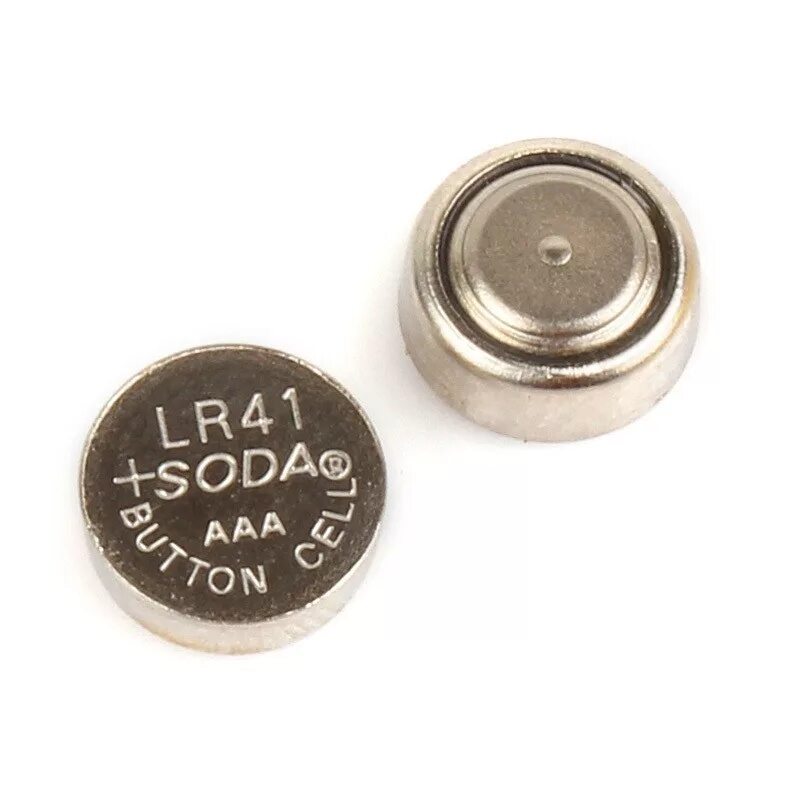 LR41
+SODA®
AAA
BUTTON CELL